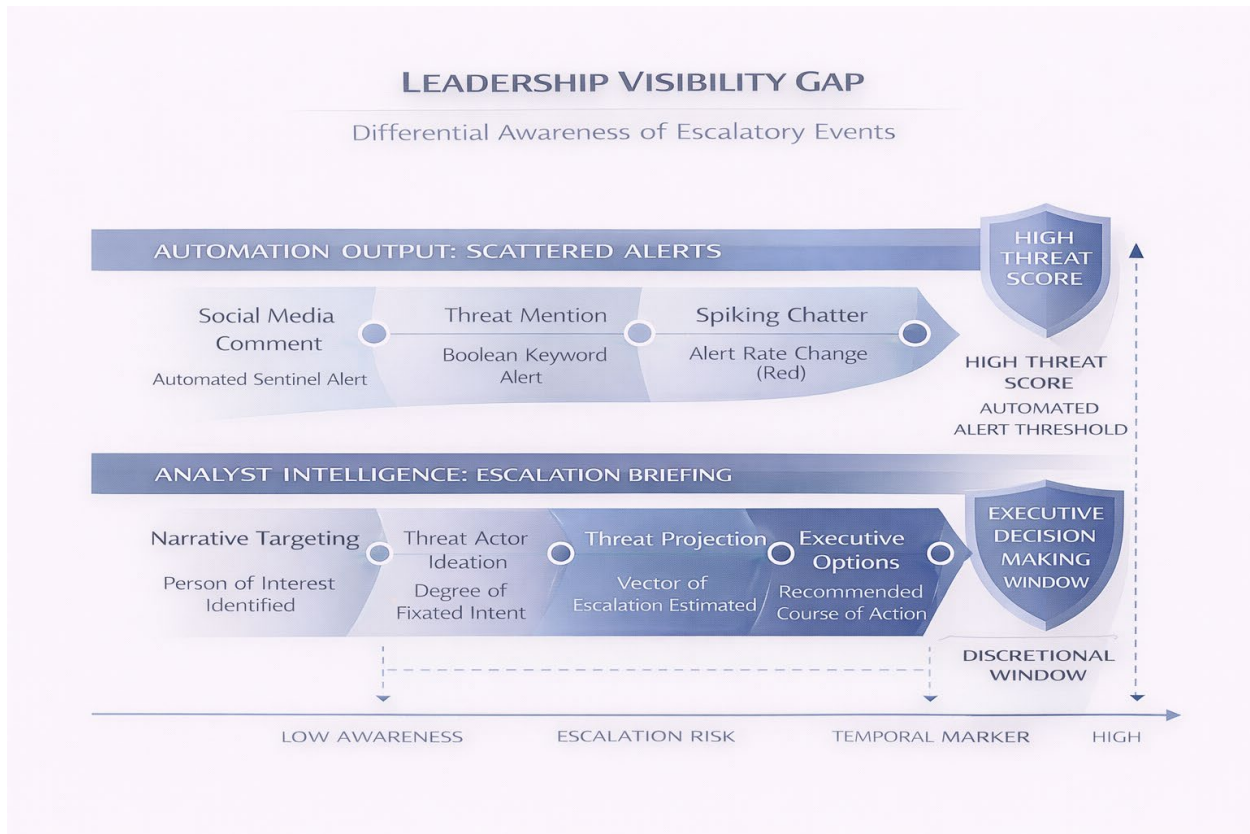 LEADERSHIP VISIBILITY GAP
Differential Awareness of Escalatory Events
AUTOMATION OUTPUT: SCATTERED ALERTS
HIGH
THREAT
SCORE
Social Media
Comment
Automated Sentinel Alert
Threat Mention
Boolean Keyword
Alert
Spiking Chatter
Alert Rate Change
(Red)
HIGH THREAT
SCORE
AUTOMATED
ALERT THRESHOLD
ANALYST INTELLIGENCE: ESCALATION BRIEFING
Narrative Targeting
Person of Interest
Identified
Threat Actor
Ideation
Degree of
Fixated Intent
Threat Projection
Vector of
Escalation Estimated
Executive
Options
Recommended
Course of Action
EXECUTIVE
DECISION
MAKING
WINDOW
DISCRETIONAL
WINDOW
LOW AWARENESS
ESCALATION RISK
TEMPORAL MARKER
HIGH